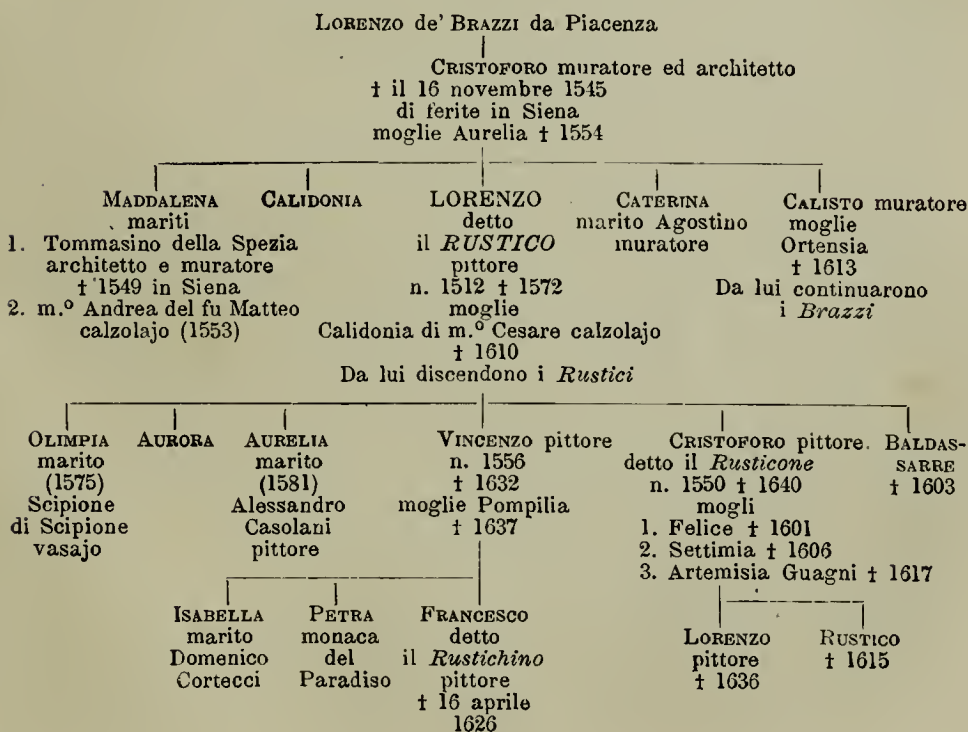 LORENZO de' BRAZZI da Piacenza
CRISTOFORO muratore ed architetto
† il 16 novembre 1545
di ferite in Siena
moglie Aurelia † 1554
MADDALENA
mariti
1. Tommasino della Spezia
architetto e muratore
† 1549 in Siena
2. m.º Andrea del fu Matteo
calzolajo (1553)
CALIDONIA
LORENZO
detto
il RUSTICO
pittore
n. 1512 † 1572
moglie
Calidonia di m.º Cesare calzolajo
† 1610
Da lui discendono i Rustici
CATERINA
marito Agostino
muratore
CALISTO muratore
moglie
Ortensia
† 1613
Da lui continuarono
i Brazzi
OLIMPIA
marito
(1575)
Scipione
di Scipione
vasajo
AURORA
AURELIA
marito
(1581)
Alessandro
Casolani
pittore
VINCENZO pittore
n. 1556
† 1632
moglie Pompilia
† 1637
CRISTOFORO pittore.
detto il Rusticone
n. 1550 † 1640
mogli
1. Felice † 1601
2. Settimia † 1606
3. Artemisia Guagni † 1617
BALDAS-
SARRE
† 1603
ISABELLA
marito
Domenico
Cortecci
PETRA
monaca
del
Paradiso
FRANCESCO
detto
il Rustichino
pittore
† 16 aprile
1626
LORENZO
pittore
† 1636
RUSTICO
† 1615